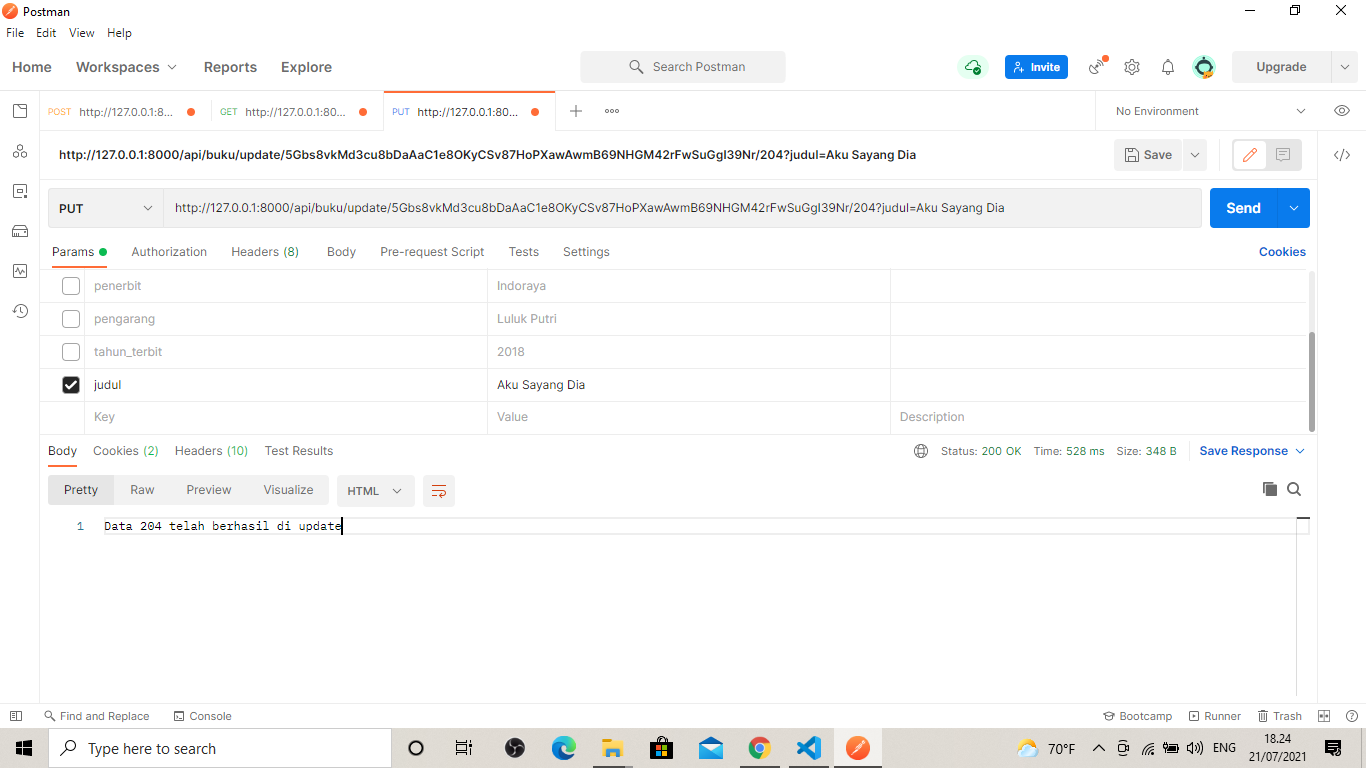 Postman
File Edit View Help
Home Workspaces Reports Explore Search Postman Invite Upgrade
POST http://127.0.0.1:8... GET http://127.0.0.1:80... PUT http://127.0.0.1:80... No Environment
http://127.0.0.1:8000/api/buku/update/5Gbs8vkMd3cu8bDaAaC1e8OKyCSv87HoPXawAwmB69NHGM42rFwSuGgI39Nr/204?judul=Aku Sayang Dia Save
PUT http://127.0.0.1:8000/api/buku/update/5Gbs8vkMd3cu8bDaAaC1e8OKyCSv87HoPXawAwmB69NHGM42rFwSuGgI39Nr/204?judul=Aku Sayang Dia Send
Params Authorization Headers (8) Body Pre-request Script Tests Settings Cookies
penerbit Indoraya
pengarang Luluk Putri
tahun_terbit 2018
judul Aku Sayang Dia
Key Value Description
Body Cookies (2) Headers (10) Test Results Status: 200 OK Time: 528 ms Size: 348 B Save Response
Pretty Raw Preview Visualize HTML
1 Data 204 telah berhasil di update
Find and Replace Console Bootcamp Runner Trash
Type here to search 70°F ENG 18.24
21/07/2021